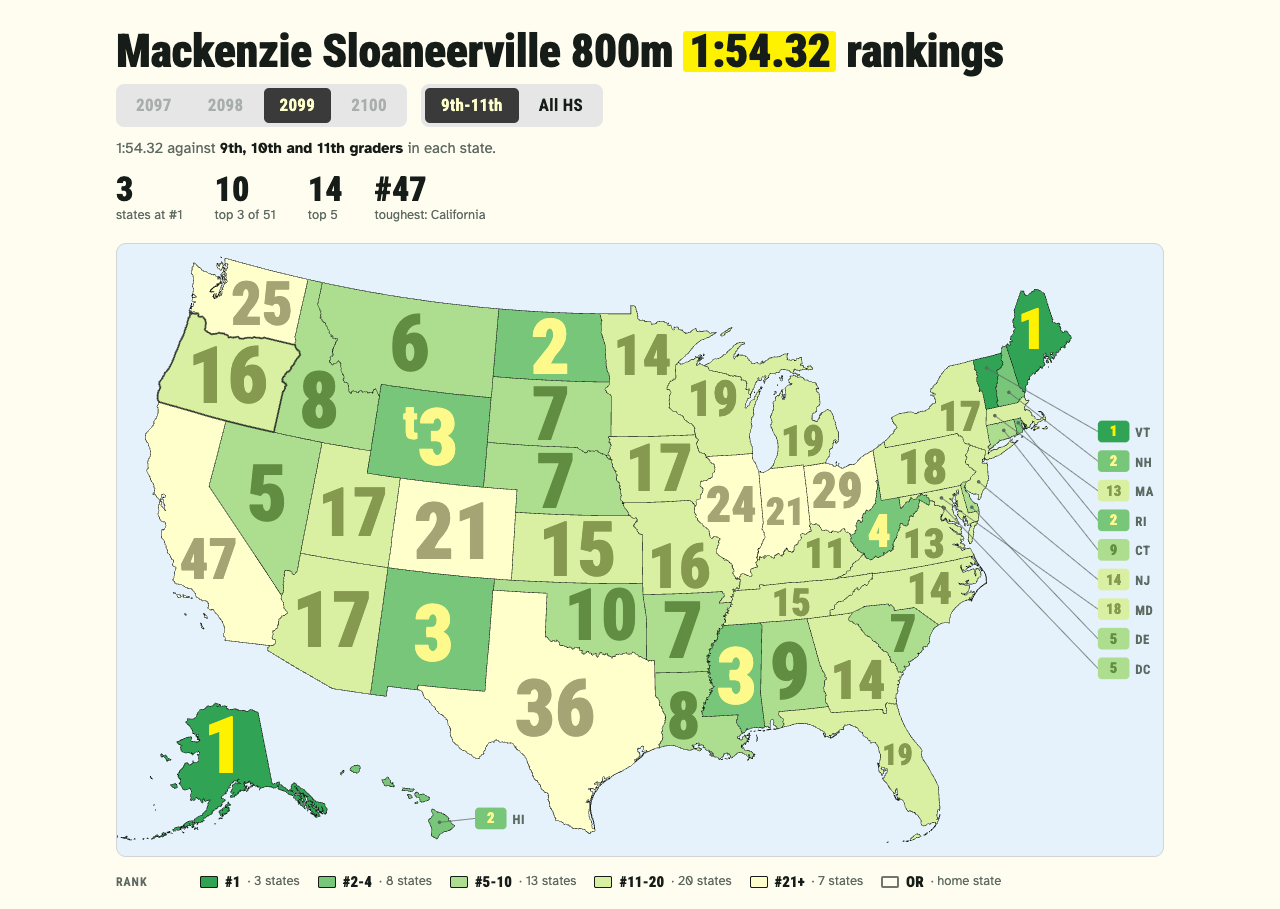 Mackenzie Sloaneerville 800m 1:54.32 rankings
2097 2098 2099 2100 9th-11th All HS
1:54.32 against 9th, 10th and 11th graders in each state.
3 10 14 #47
states at #1 top 3 of 51 top 5 toughest: California
25
1
6
2
14
16
8
7
19
t3
17
19
1 VT
5
7
17
18
2 NH
17
21
24
21
29
13 MA
47
15
4
13
2 RI
16
11
9 CT
17
3
10
7
15
14
14 NJ
3
9
7
18 MD
36
8
14
5 DE
1
19
5 DC
2 HI
RANK #1 · 3 states #2-4 · 8 states #5-10 · 13 states #11-20 · 20 states #21+ · 7 states OR · home state